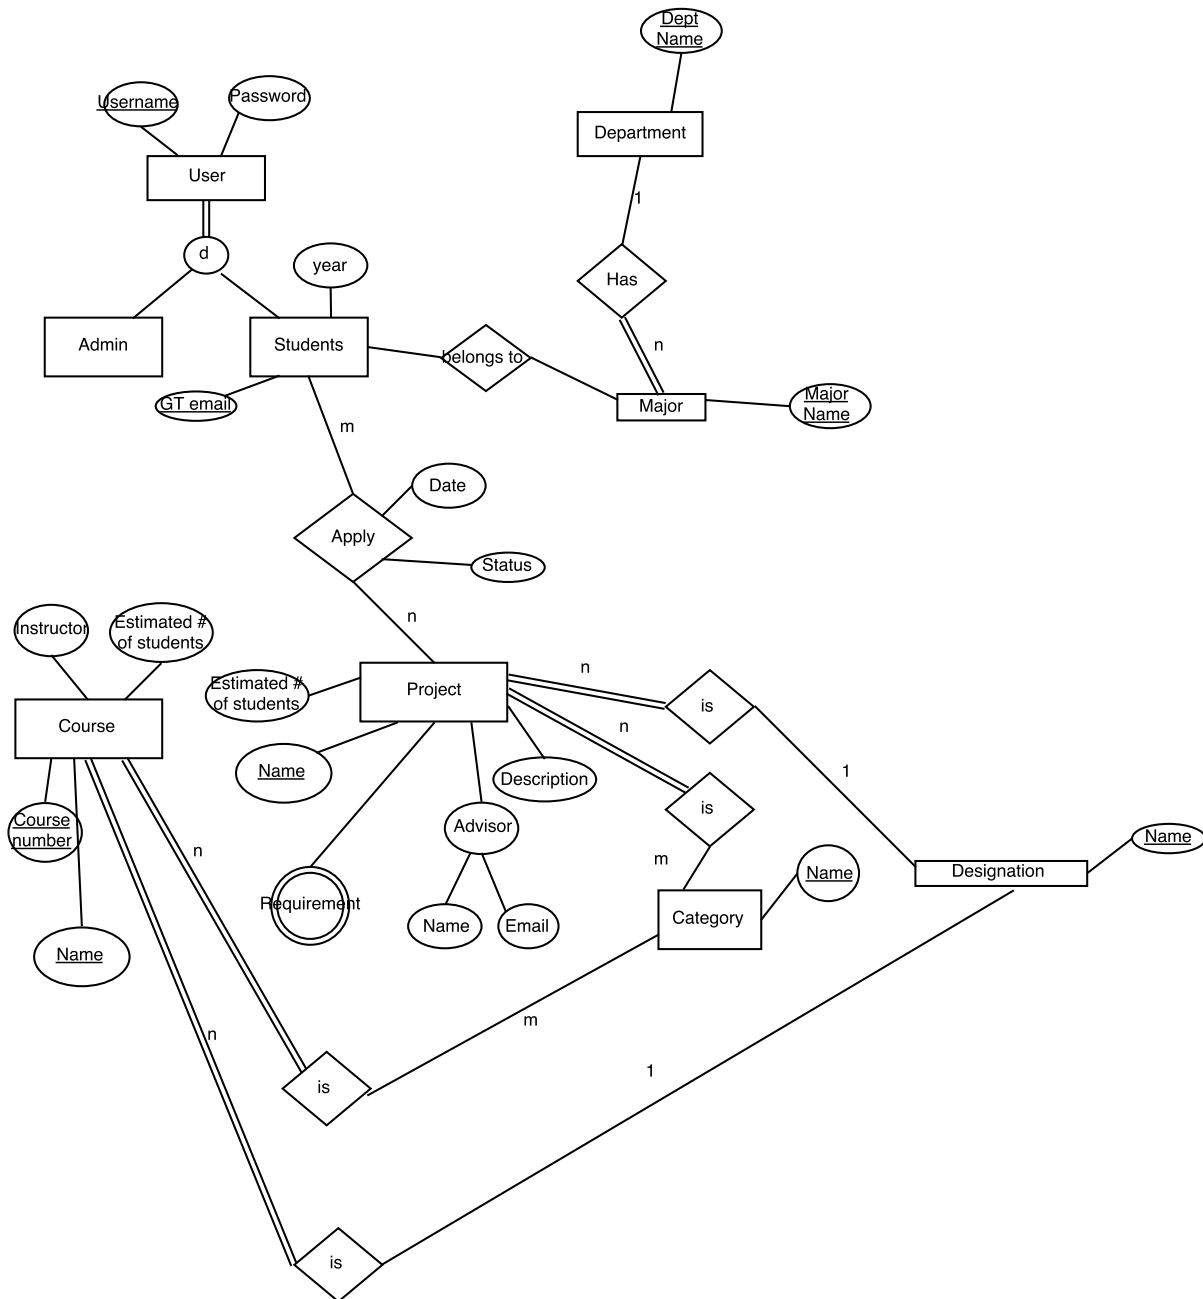 Dept
Name
Username
Password
Department
User
1
d
Has
year
Admin
Students
belongs to
n
Major
Major
Name
GT email
m
Date
Apply
Status
n
Instructor
Estimated #
of students
Course
Estimated #
of students
Project
n
is
n
Name
Description
is
1
Course
number
n
Advisor
m
Name
Designation
Name
Requirement
Name
Email
Category
Name
m
n
is
1
is